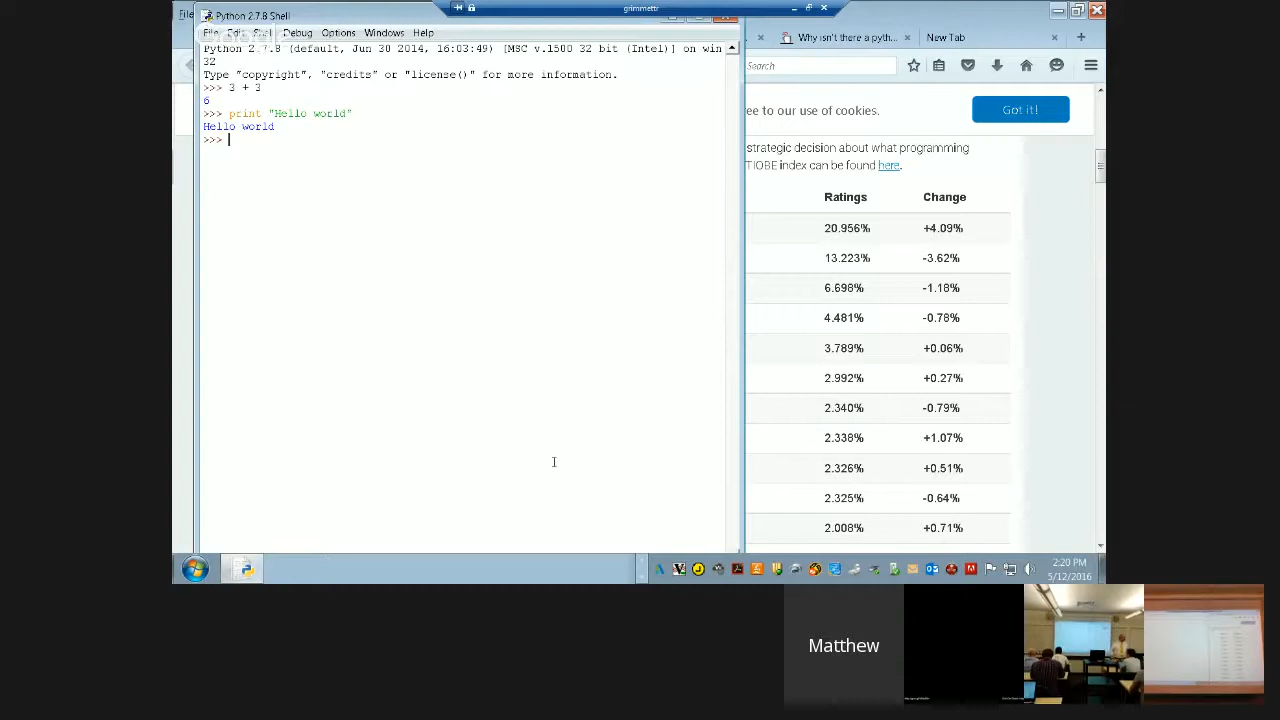 grimmettr
File
Python 2.7.8 Shell
File Edit Shell Debug Options Windows Help
Python 2.7.8 (default, Jun 30 2014, 16:03:49) [MSC v.1500 32 bit (Intel)] on win
32
Type "copyright", "credits" or "license()" for more information.
>>> 3 + 3
6
>>> print "Hello world"
Hello world
>>>
Why isn't there a pyth...
New Tab
Search
ee to our use of cookies.
Got it!
strategic decision about what programming
TIOBE index can be found here.
Ratings Change
20.956% +4.09%
13.223% -3.62%
6.698% -1.18%
4.481% -0.78%
3.789% +0.06%
2.992% +0.27%
2.340% -0.79%
2.338% +1.07%
2.326% +0.51%
2.325% -0.64%
2.008% +0.71%
2:20 PM
5/12/2016
Matthew